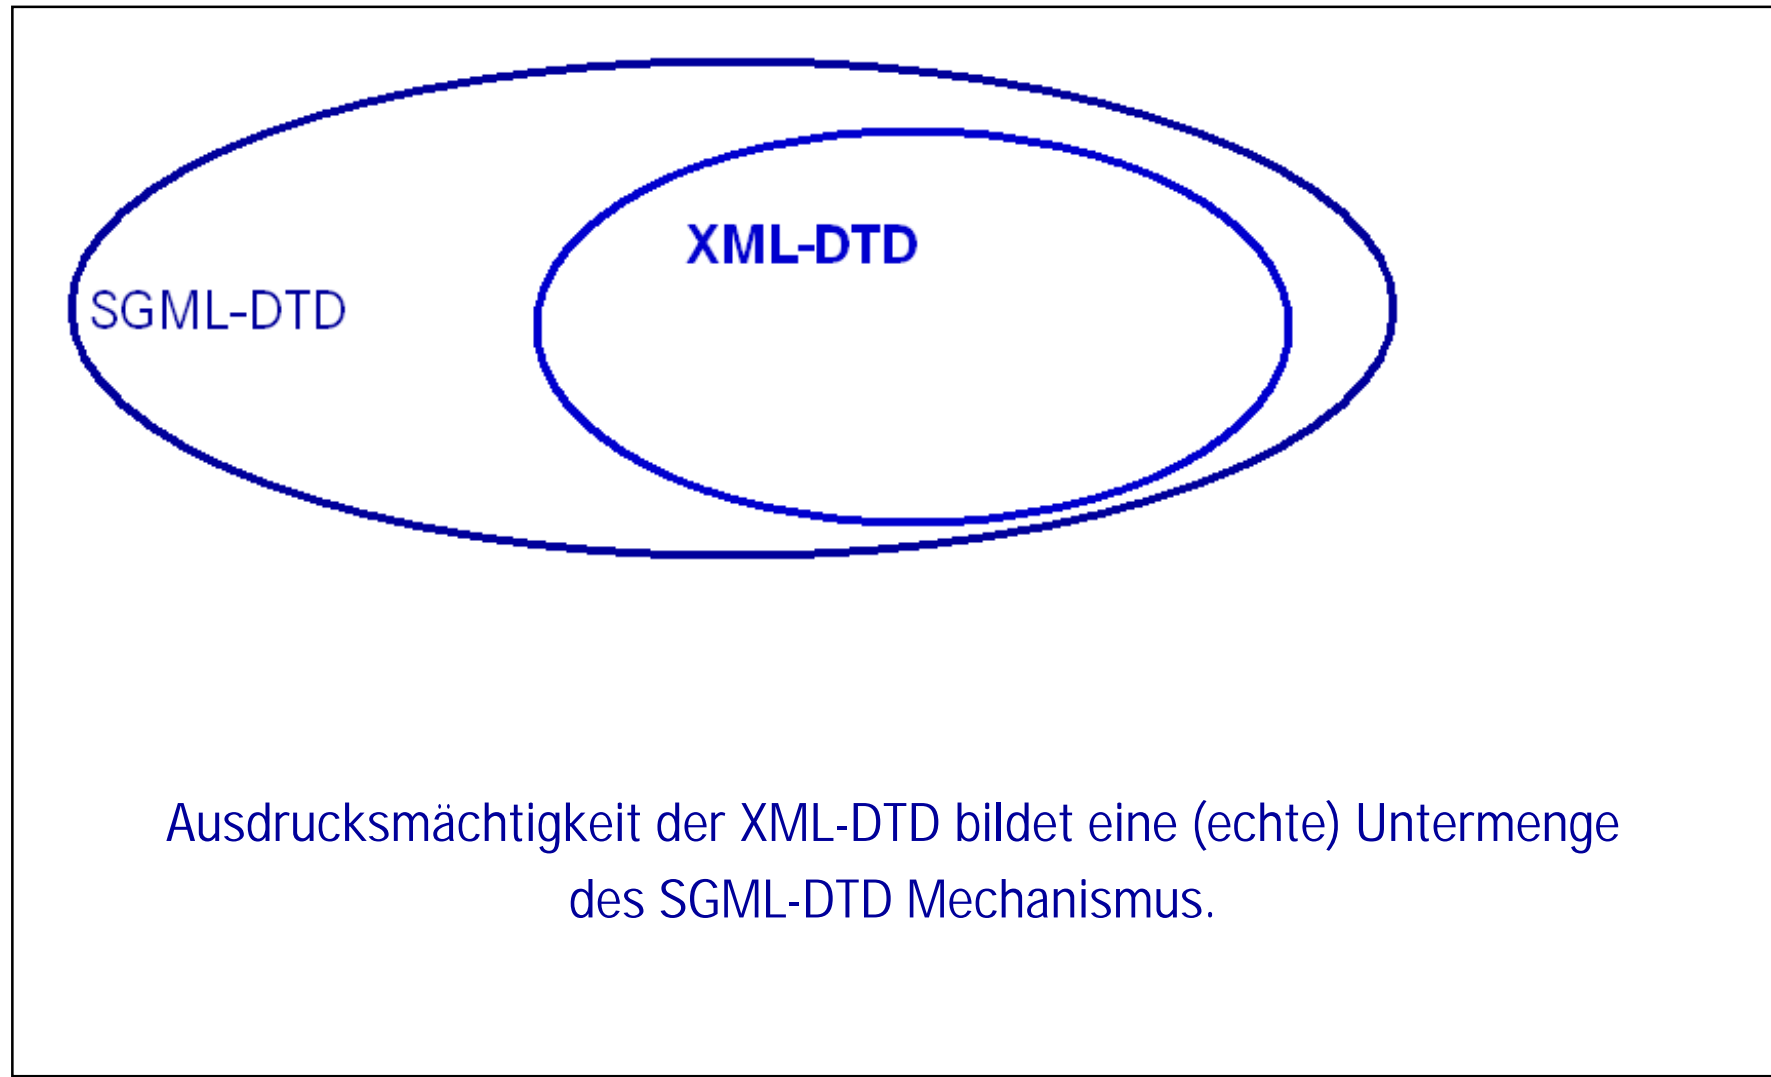 XML-DTD
SGML-DTD
Ausdrucksmächtigkeit der XML-DTD bildet eine (echte) Untermenge
des SGML-DTD Mechanismus.